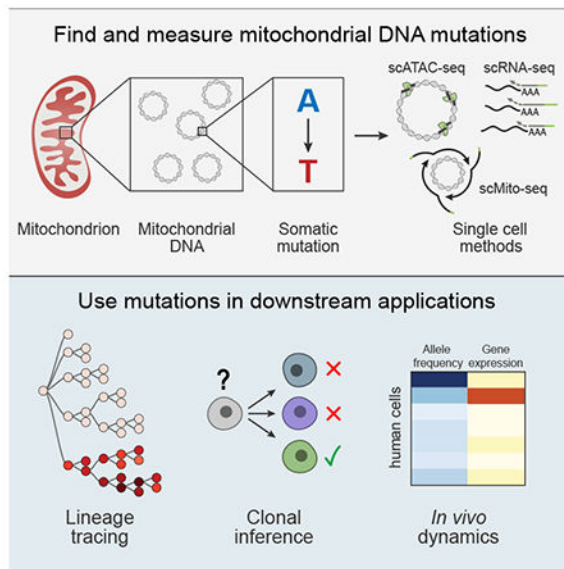 Find and measure mitochondrial DNA mutations
scATAC-seq
scRNA-seq
A
T
AAA
AAA
AAA
scMito-seq
Mitochondrion
Mitochondrial
DNA
Somatic
mutation
Single cell
methods
Use mutations in downstream applications
?
Allele
frequency
Gene
expression
human cells
Lineage
tracing
Clonal
inference
In vivo
dynamics